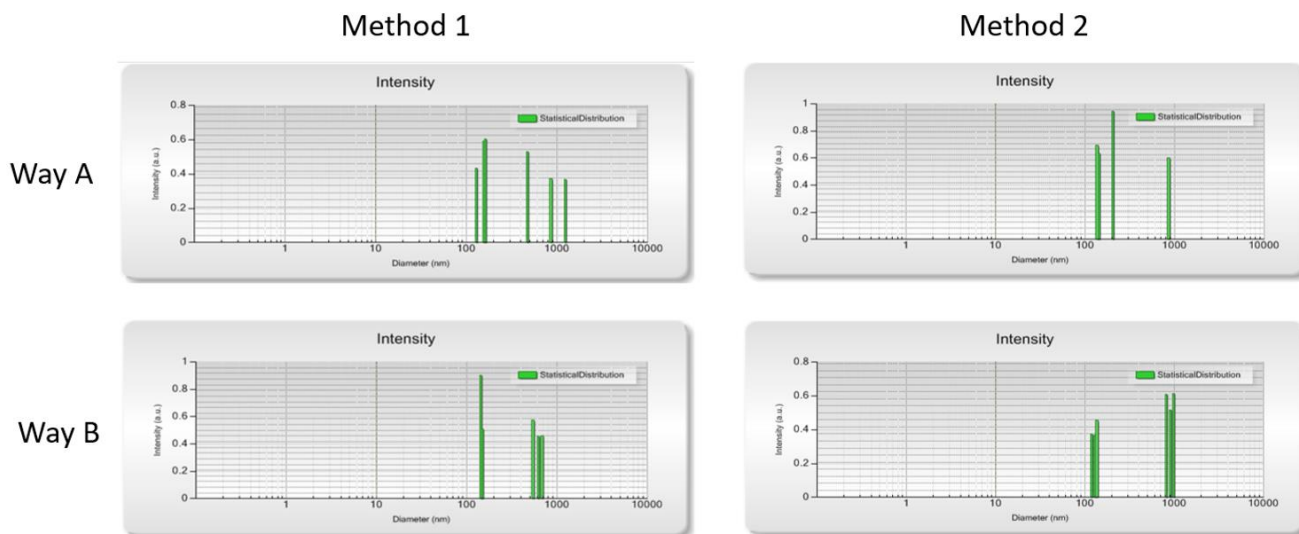 Method 1
Method 2
Way A
Intensity
StatisticalDistribution
Intensity (a.u.)
0.8
0.6
0.4
0.2
0
1
10
100
1000
10000
Diameter (nm)
Intensity
StatisticalDistribution
Intensity (a.u.)
1
0.8
0.6
0.4
0.2
0
1
10
100
1000
10000
Diameter (nm)
Way B
Intensity
StatisticalDistribution
Intensity (a.u.)
1
0.8
0.6
0.4
0.2
0
1
10
100
1000
10000
Diameter (nm)
Intensity
StatisticalDistribution
Intensity (a.u.)
0.8
0.6
0.4
0.2
0
1
10
100
1000
10000
Diameter (nm)